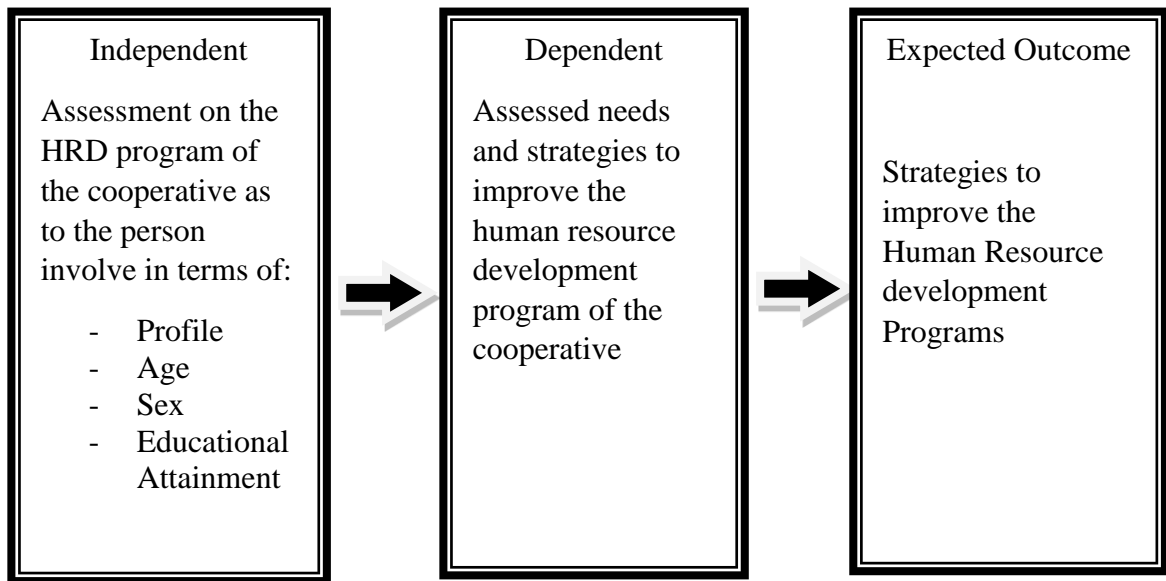 Independent
Assessment on the
HRD program of
the cooperative as
to the person
involve in terms of:
- Profile
- Age
- Sex
- Educational
Attainment
Dependent
Assessed needs
and strategies to
improve the
human resource
development
program of the
cooperative
Expected Outcome
Strategies to
improve the
Human Resource
development
Programs